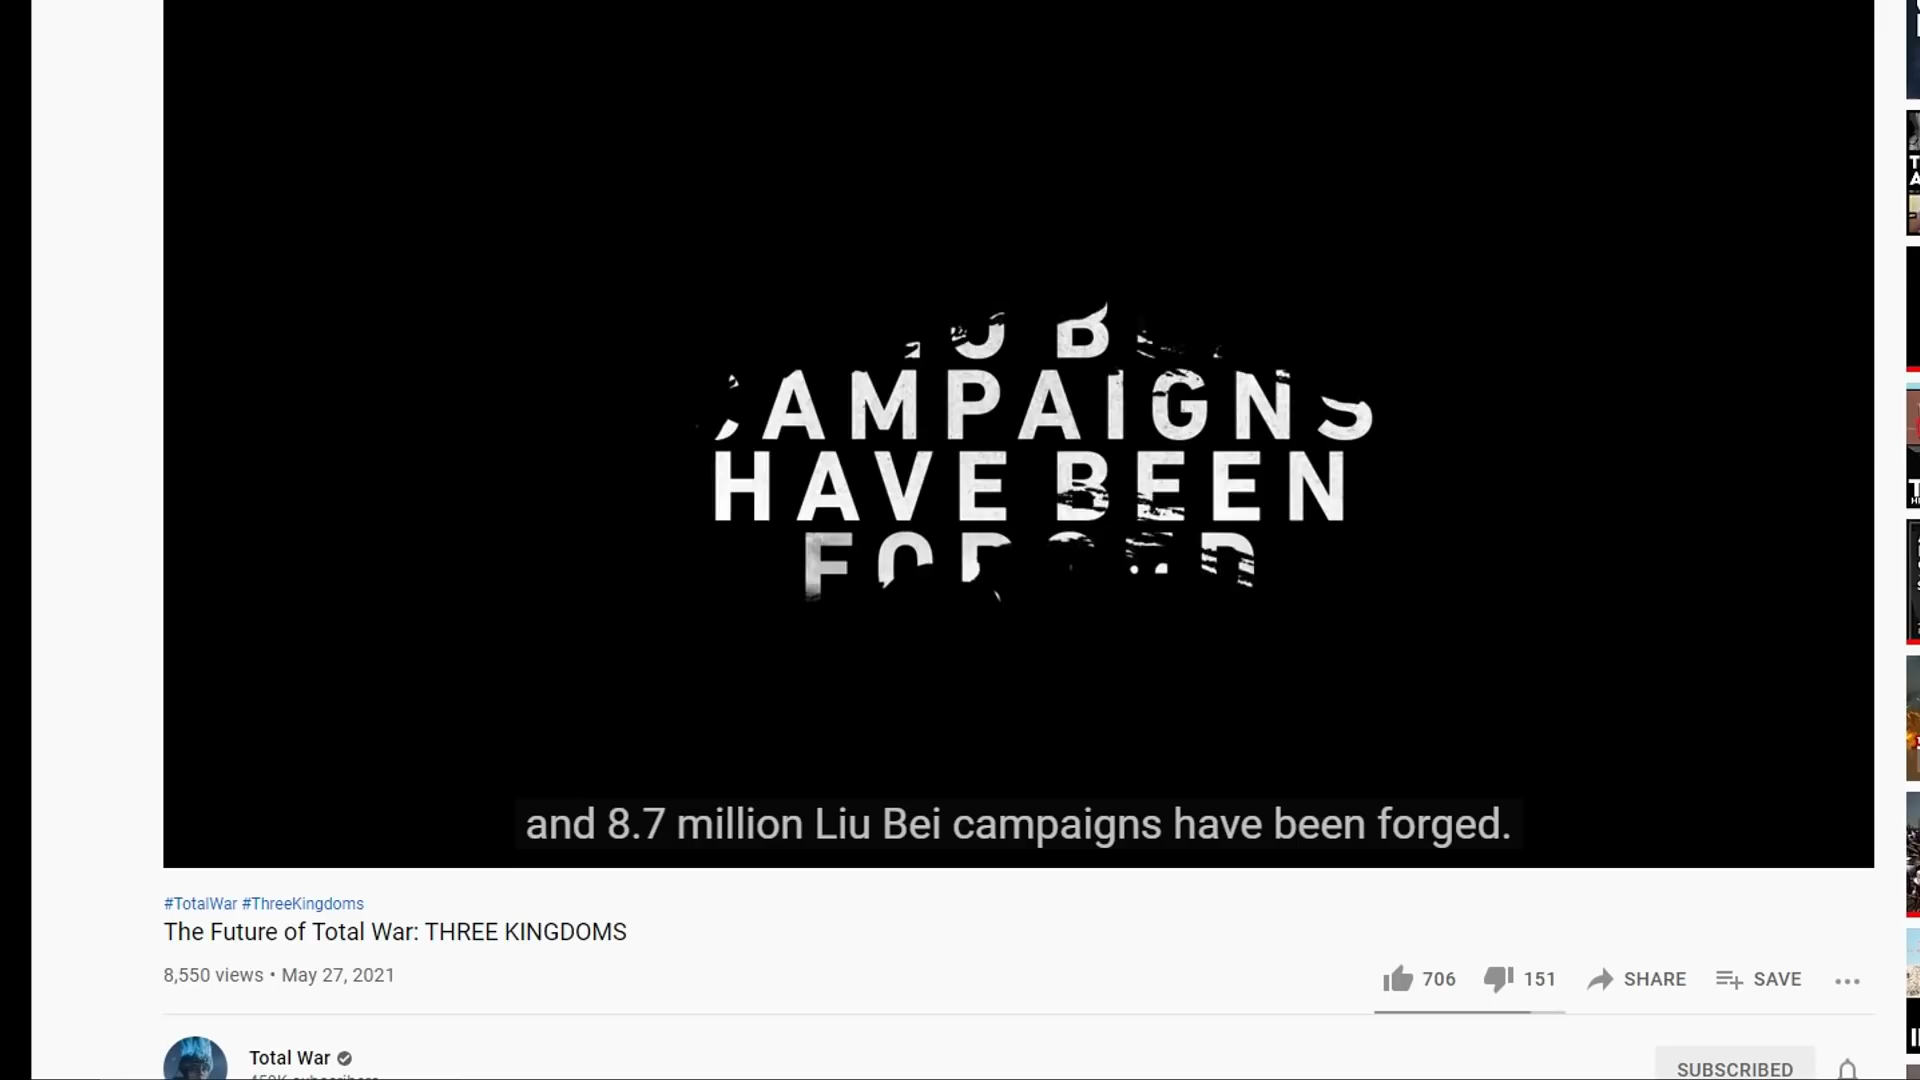 CAMPAIGNS
HAVE BEEN
FORGED
and 8.7 million Liu Bei campaigns have been forged.
#TotalWar #ThreeKingdoms
The Future of Total War: THREE KINGDOMS
8,550 views • May 27, 2021
706 151 SHARE SAVE
Total War
SUBSCRIBED